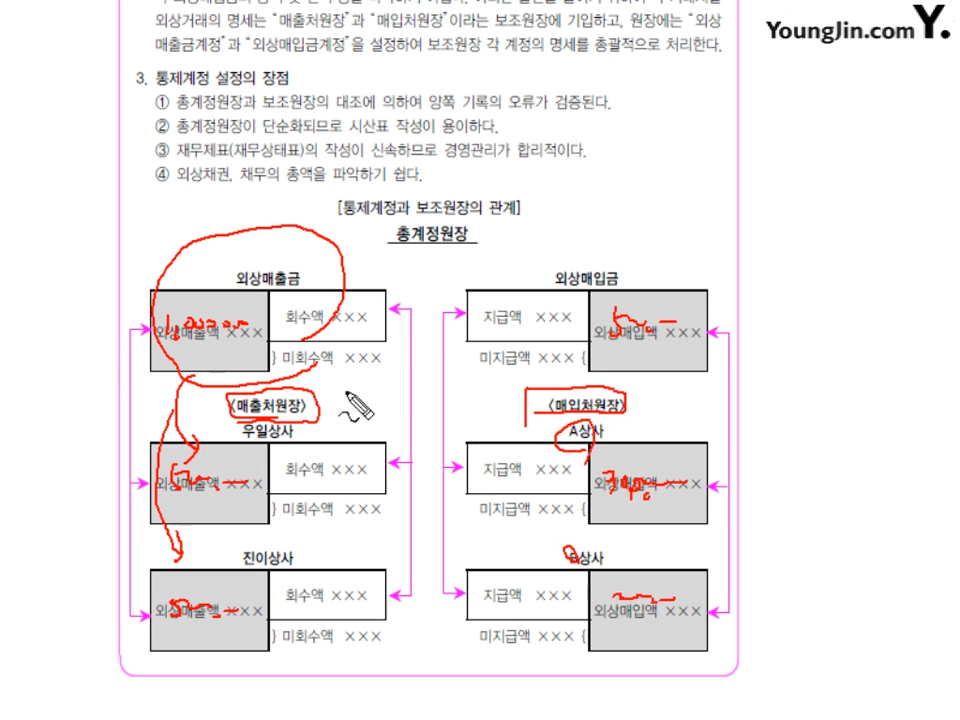 YoungJin.com Y.
외상거래의 명세는 “매출처원장”과 “매입처원장”이라는 보조원장에 기입하고, 원장에는 “외상
매출금계정”과 “외상매입금계정”을 설정하여 보조원장 각 계정의 명세를 총괄적으로 처리한다.
3. 통제계정 설정의 장점
① 총계정원장과 보조원장의 대조에 의하여 양쪽 기록의 오류가 검증된다.
② 총계정원장이 단순화되므로 시산표 작성이 용이하다.
③ 재무제표(재무상태표)의 작성이 신속하므로 경영관리가 합리적이다.
④ 외상채권, 채무의 총액을 파악하기 쉽다.
[통제계정과 보조원장의 관계]
총계정원장
외상매출금 외상매입금
회수액 ××× 지급액 ×××
외상매출액 ××× 외상매입액 ×××
} 미회수액 ××× 미지급액 ××× {
〈매출처원장〉 〈매입처원장〉
우일상사 A상사
회수액 ××× 지급액 ×××
외상매출액 ××× 외상매입액 ×××
} 미회수액 ××× 미지급액 ××× {
진이상사 B상사
회수액 ××× 지급액 ×××
외상매출액 ××× 외상매입액 ×××
} 미회수액 ××× 미지급액 ××× {